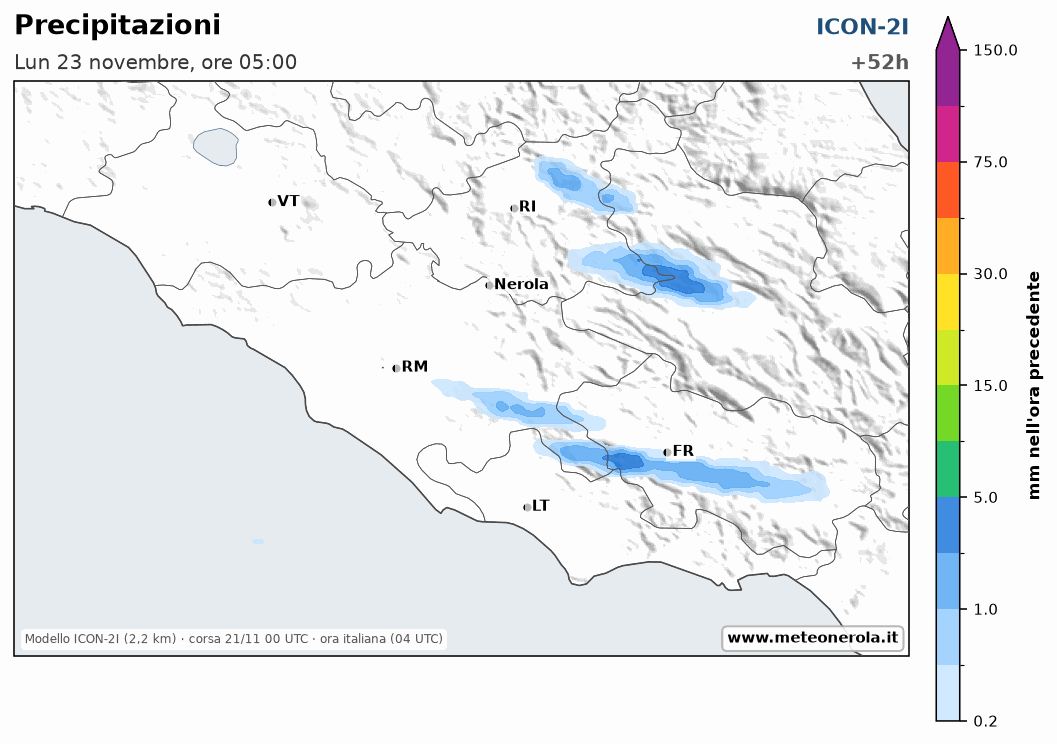 Precipitazioni
ICON-2I
Lun 23 novembre, ore 05:00
+52h
150.0
75.0
30.0
15.0
5.0
1.0
0.2
mm nell'ora precedente
VT
RI
Nerola
RM
FR
LT
Modello ICON-2I (2,2 km) · corsa 21/11 00 UTC · ora italiana (04 UTC)
www.meteonerola.it